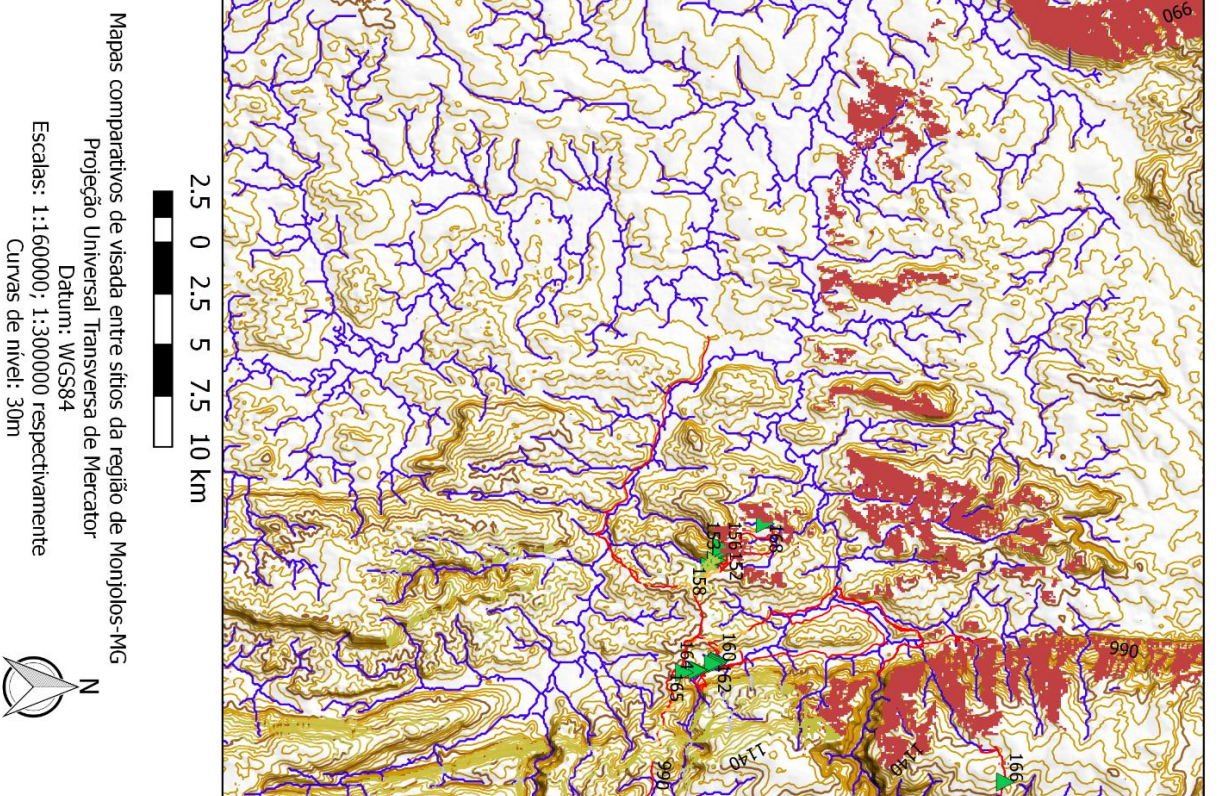 990
168
156
152
157
158
990
160
162
164
165
1140
1140
166
990
2.5 0 2.5 5 7.5 10 km
Mapas comparativos de visada entre sítios da região de Monjolos-MG
Projeção Universal Transversa de Mercator
Datum: WGS84
Escalas: 1:160000; 1:300000 respectivamente
Curvas de nível: 30m
N